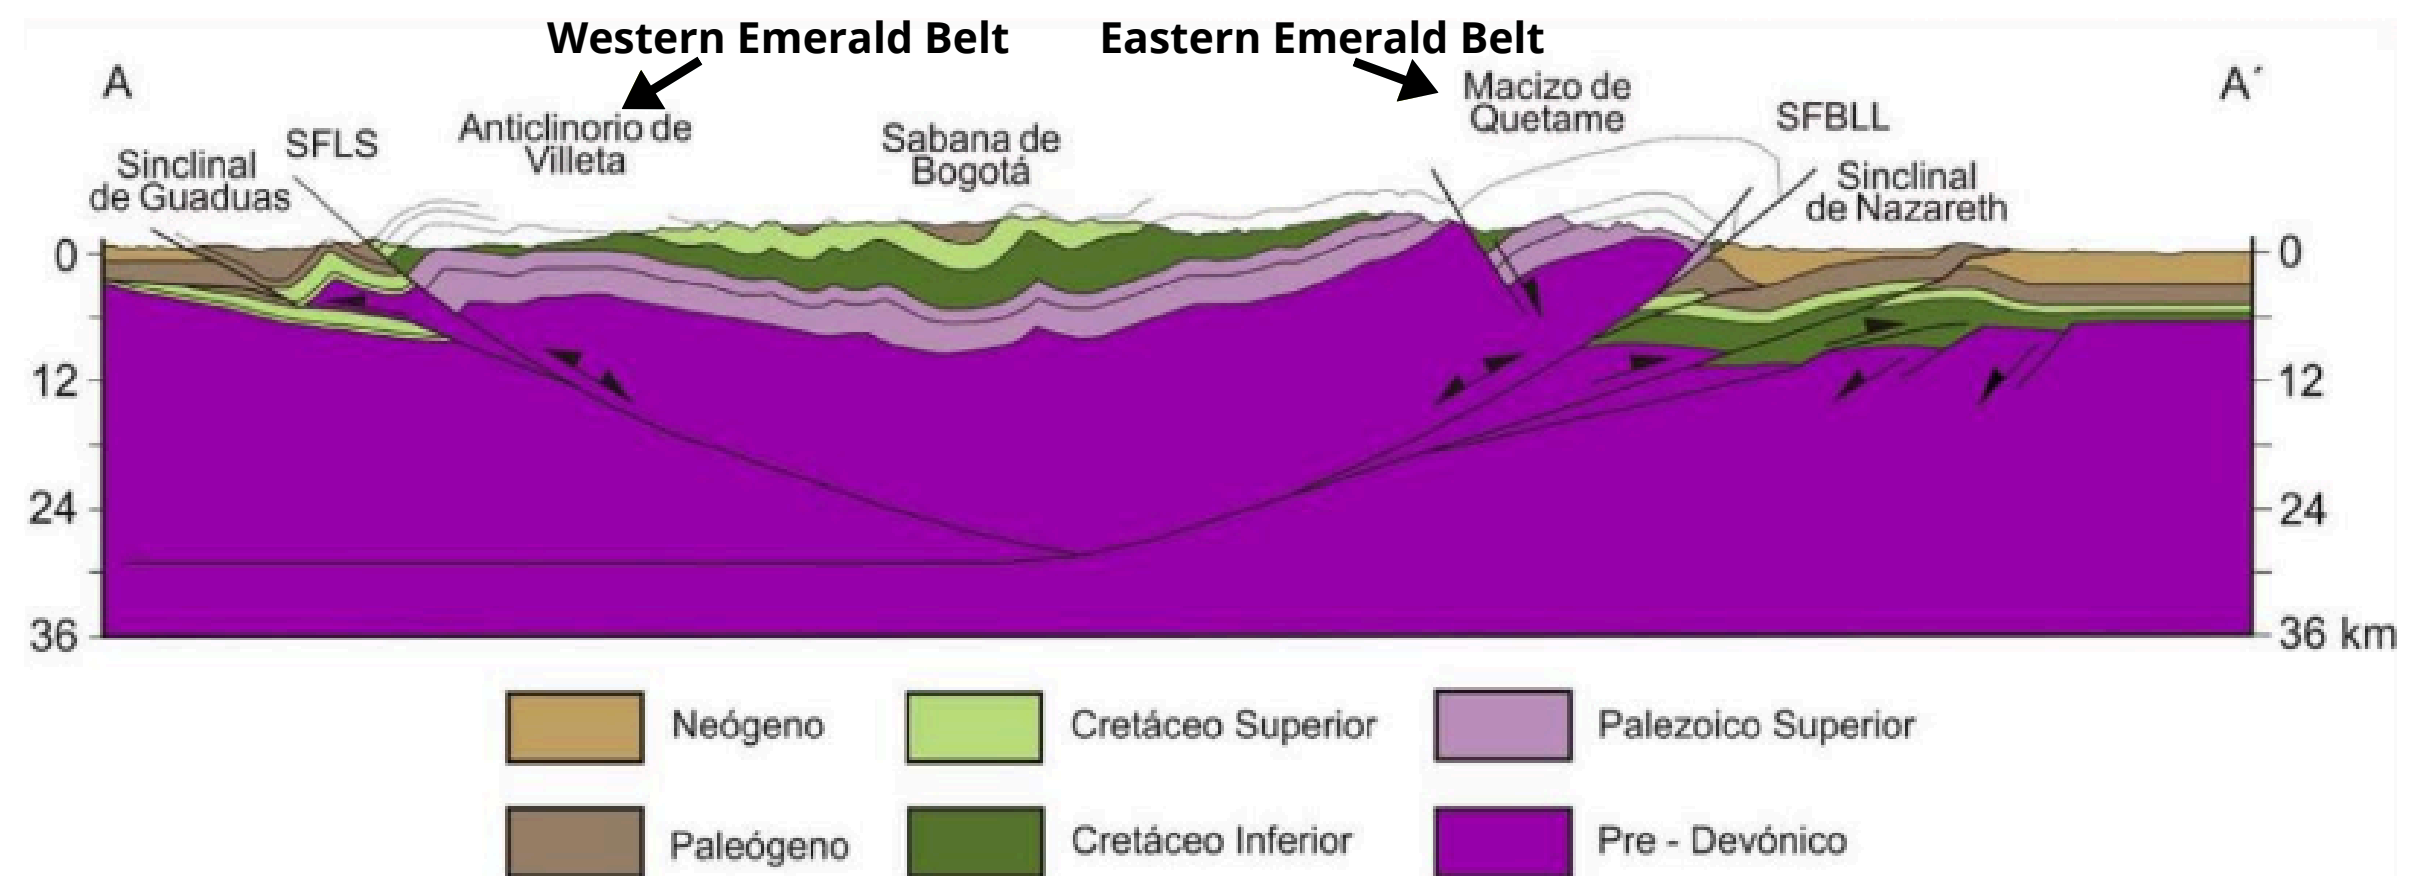 Western Emerald Belt
Eastern Emerald Belt
A
A´
Sinclinal
de Guaduas
SFLS
Anticlinorio de
Villeta
Sabana de
Bogotá
Macizo de
Quetame
SFBLL
Sinclinal
de Nazareth
0
12
24
36
0
12
24
36 km
Neógeno
Cretáceo Superior
Palezoico Superior
Paleógeno
Cretáceo Inferior
Pre - Devónico